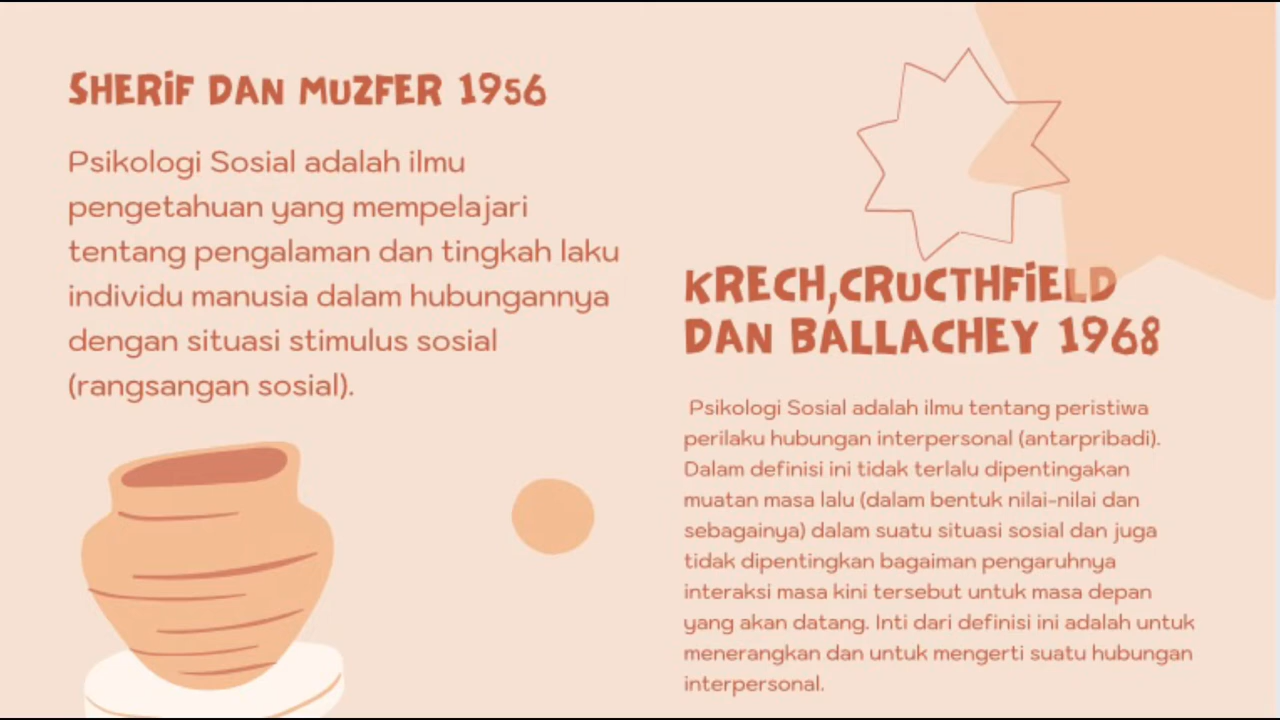 SHERiF DAN MUZFER 1956
Psikologi Sosial adalah ilmu
pengetahuan yang mempelajari
tentang pengalaman dan tingkah laku
individu manusia dalam hubungannya
dengan situasi stimulus sosial
(rangsangan sosial).
KRECH,CRUCTHFiELD
DAN BALLACHEY 1968
Psikologi Sosial adalah ilmu tentang peristiwa
perilaku hubungan interpersonal (antarpribadi).
Dalam definisi ini tidak terlalu dipentingakan
muatan masa lalu (dalam bentuk nilai-nilai dan
sebagainya) dalam suatu situasi sosial dan juga
tidak dipentingkan bagaiman pengaruhnya
interaksi masa kini tersebut untuk masa depan
yang akan datang. Inti dari definisi ini adalah untuk
menerangkan dan untuk mengerti suatu hubungan
interpersonal.